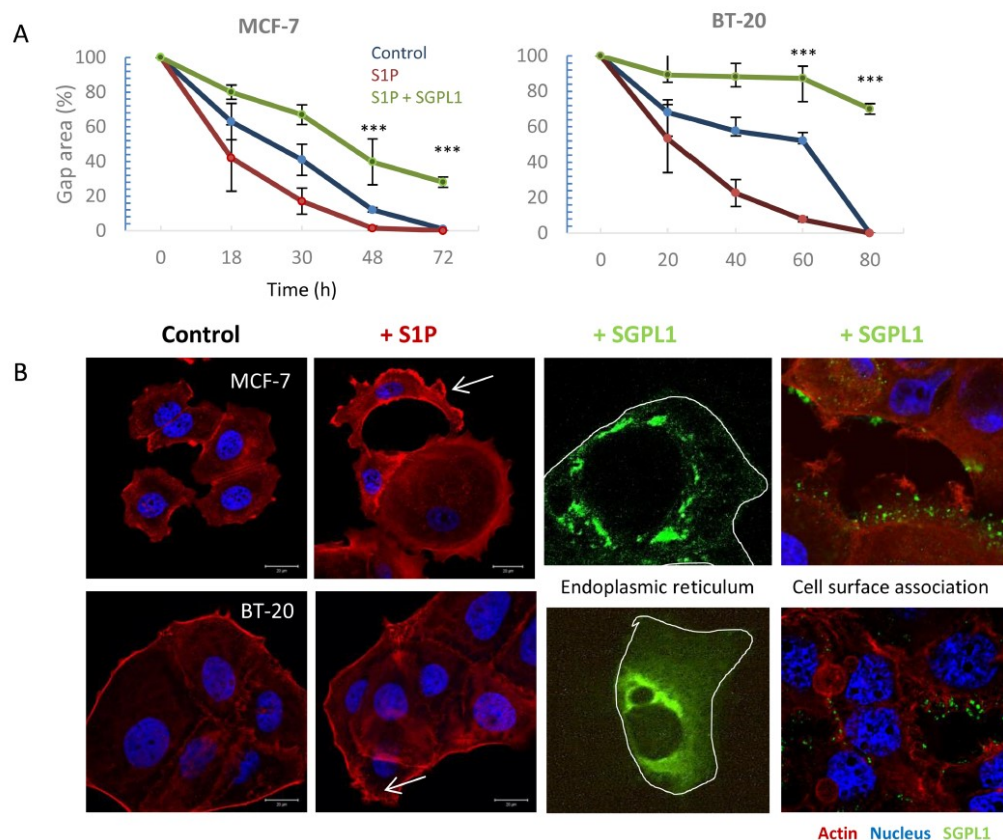 A
MCF-7
BT-20
Control
S1P
S1P + SGPL1
Gap area (%)
100
80
60
40
20
0
***
***
0 18 30 48 72
Time (h)
100
80
60
40
20
0
***
***
0 20 40 60 80
Control + S1P + SGPL1 + SGPL1
B
MCF-7
Endoplasmic reticulum Cell surface association
BT-20
Actin Nucleus SGPL1